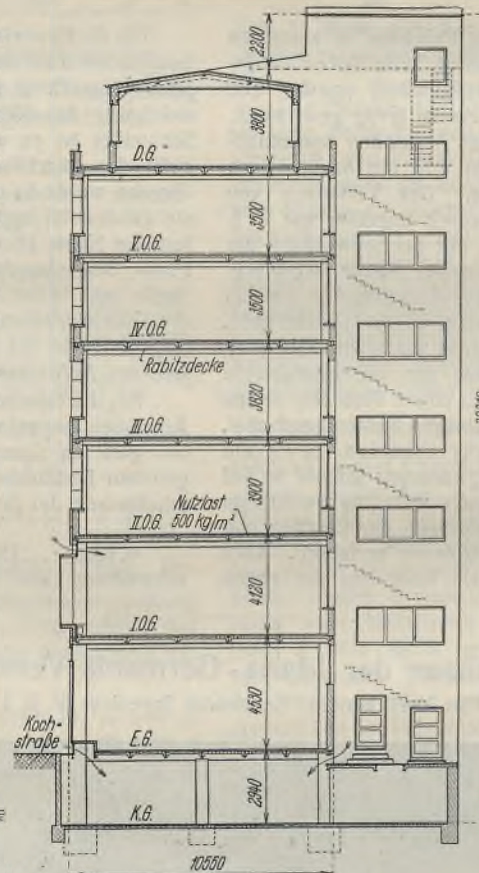 2200
3800
D.G.
3500
V.O.G.
3500
IV.O.G.
Rabitzdecke
3620
III.O.G.
3900
Nutzlast
500 kg/m²
II.O.G.
4120
I.O.G.
4530
Koch-
straße
E.G.
2940
K.G.
10550